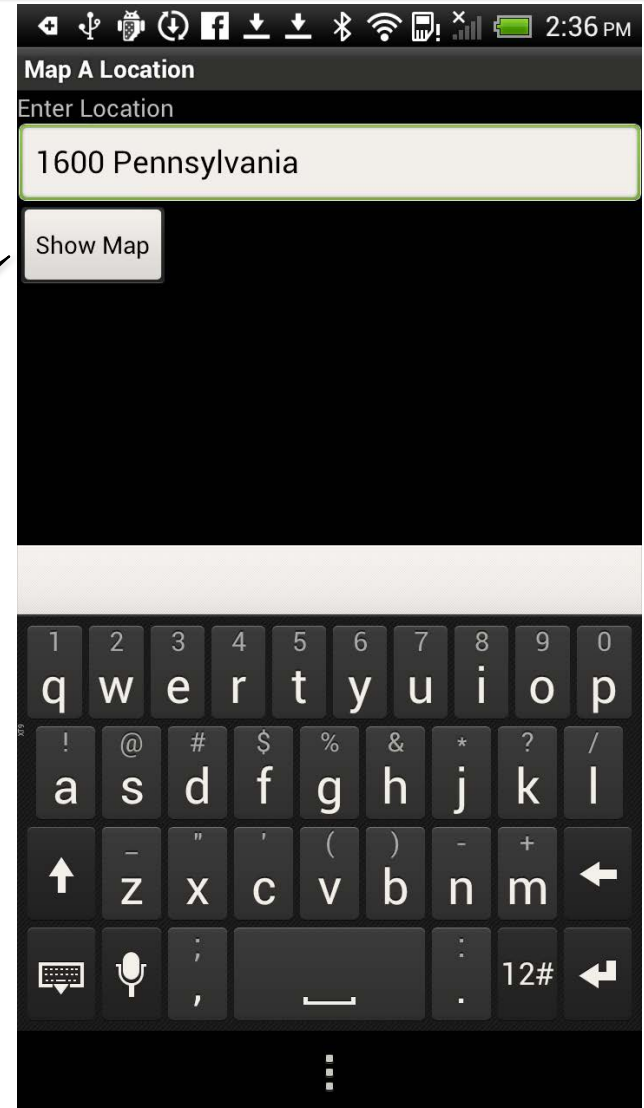 2:36 PM
Map A Location
Enter Location
1600 Pennsylvania
Show Map
1 2 3 4 5 6 7 8 9 0
q w e r t y u i o p
XT9
! @ # $ % & * ? /
a s d f g h j k l
_ " ' ( ) - +
z x c v b n m
; :
, . 12#